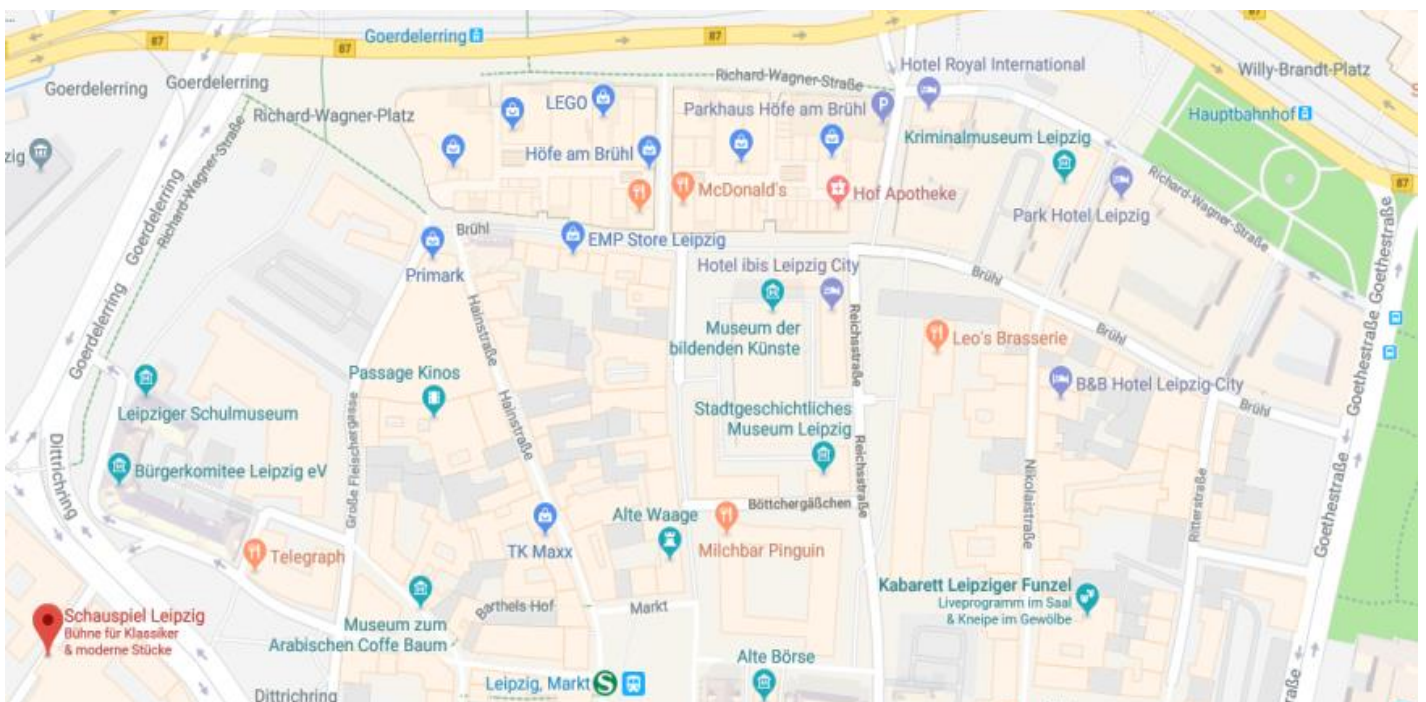 87
Goerdelerring
87
87
Goerdelerring
Goerdelerring
Richard-Wagner-Platz
Richard-Wagner-Straße
Hotel Royal International
Willy-Brandt-Platz
Hauptbahnhof
87
LEGO
Parkhaus Höfe am Brühl
P
Kriminalmuseum Leipzig
zig
Höfe am Brühl
McDonald's
Hof Apotheke
Park Hotel Leipzig
Richard-Wagner-Straße
Richard-Wagner-Straße
Goerdelerring
Goerdelerring
Goethestraße
Goethestraße
87
Brühl
EMP Store Leipzig
Primark
Hotel ibis Leipzig City
Brühl
Brühl
Brühl
Hainstraße
Hainstraße
Museum der
bildenden Künste
Reichsstraße
Leo's Brasserie
Passage Kinos
B&B Hotel Leipzig-City
Leipziger Schulmuseum
Stadtgeschichtliches
Museum Leipzig
Dittrichring
Bürgerkomitee Leipzig eV
Große Fleischergasse
Reichsstraße
Nikolaistraße
Ritterstraße
Goethestraße
Böttchergäßchen
Alte Waage
Milchbar Pinguin
TK Maxx
Telegraph
Kabarett Leipziger Funzel
Liveprogramm im Saal
& Kneipe im Gewölbe
Schauspiel Leipzig
Bühne für Klassiker
& moderne Stücke
Barthels Hof
Markt
Museum zum
Arabischen Coffe Baum
Alte Börse
Leipzig, Markt
S
Dittrichring